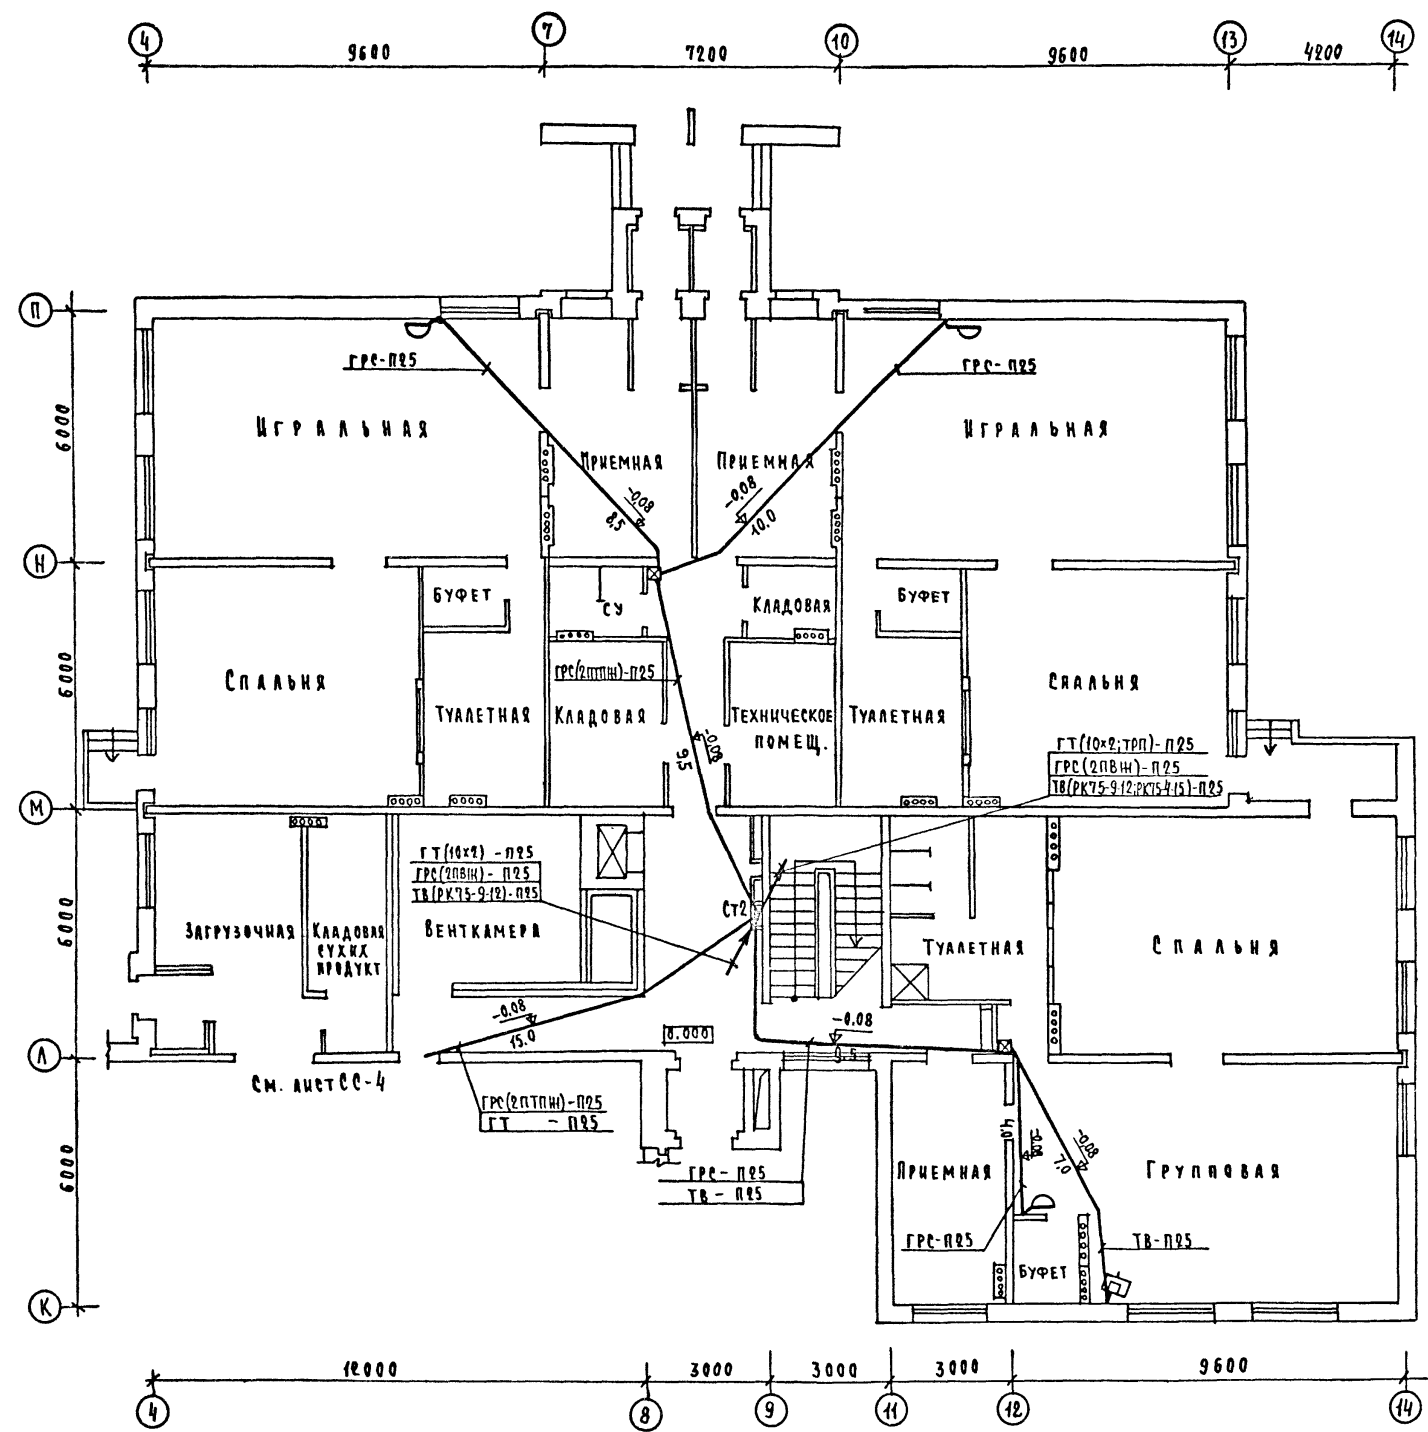 4
7
10
13
14
9600
7200
9600
4200
П
ГРС-П25
ГРС-П25
6000
ИГРАЛЬНАЯ
ИГРАЛЬНАЯ
ПРИЕМНАЯ
ПРИЕМНАЯ
-0,08
8,5
-0,08
10.0
Н
БУФЕТ
СУ
КЛАДОВАЯ
БУФЕТ
6000
СПАЛЬНЯ
ГРС(2ПТПЖ)-П25
СПАЛЬНЯ
ТУАЛЕТНАЯ
КЛАДОВАЯ
ТЕХНИЧЕСКОЕ
ПОМЕЩ.
ТУАЛЕТНАЯ
-0,08
9,5
ГТ(10х2;ТРП)-П25
ГРС(2ПВЖ)-П25
ТВ(РК75-9-12;РК75-4-15)-П25
М
ГТ(10х2) -П25
ГРС(2ПВЖ)- П25
ТВ(РК75-9-12)-П25
Ст2
6000
ЗАГРУЗОЧНАЯ
КЛАДОВАЯ
СУХИХ
ПРОДУКТ
ВЕНТКАМЕРА
ТУАЛЕТНАЯ
СПАЛЬНЯ
-0.08
15.0
0.000
-0.08
9.5
Л
См. лист СС-4
ГРС(2ПТПЖ)-П25
ГТ - П25
4,0
-0.08
7,0
-0,08
6000
ГРС- П25
ТВ - П25
ПРИЕМНАЯ
ГРУППОВАЯ
ГРС-П25
ТВ-П25
БУФЕТ
К
12000
3000
3000
3000
9600
4
8
9
11
12
14